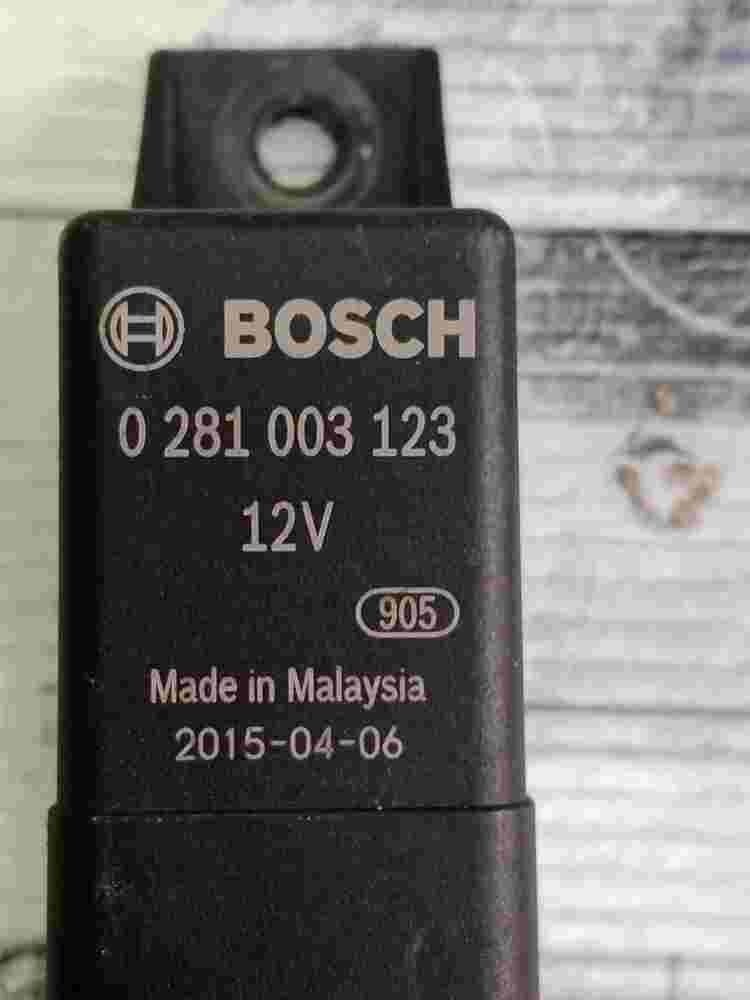 BOSCH
0 281 003 123
12V
905
Made in Malaysia
2015-04-06